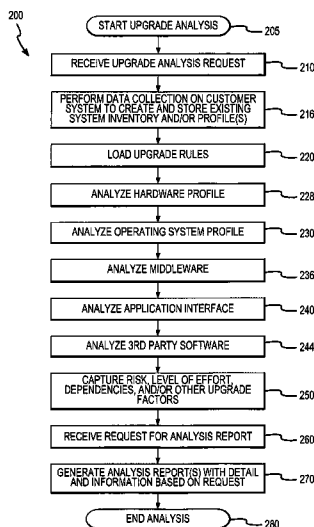 200
START UPGRADE ANALYSIS
205
RECEIVE UPGRADE ANALYSIS REQUEST
210
PERFORM DATA COLLECTION ON CUSTOMER
SYSTEM TO CREATE AND STORE EXISTING
SYSTEM INVENTORY AND/OR PROFILE(S)
216
LOAD UPGRADE RULES
220
ANALYZE HARDWARE PROFILE
228
ANALYZE OPERATING SYSTEM PROFILE
230
ANALYZE MIDDLEWARE
236
ANALYZE APPLICATION INTERFACE
240
ANALYZE 3RD PARTY SOFTWARE
244
CAPTURE RISK, LEVEL OF EFFORT,
DEPENDENCIES, AND/OR OTHER UPGRADE
FACTORS
250
RECEIVE REQUEST FOR ANALYSIS REPORT
260
GENERATE ANALYSIS REPORT(S) WITH DETAIL
AND INFORMATION BASED ON REQUEST
270
END ANALYSIS
280